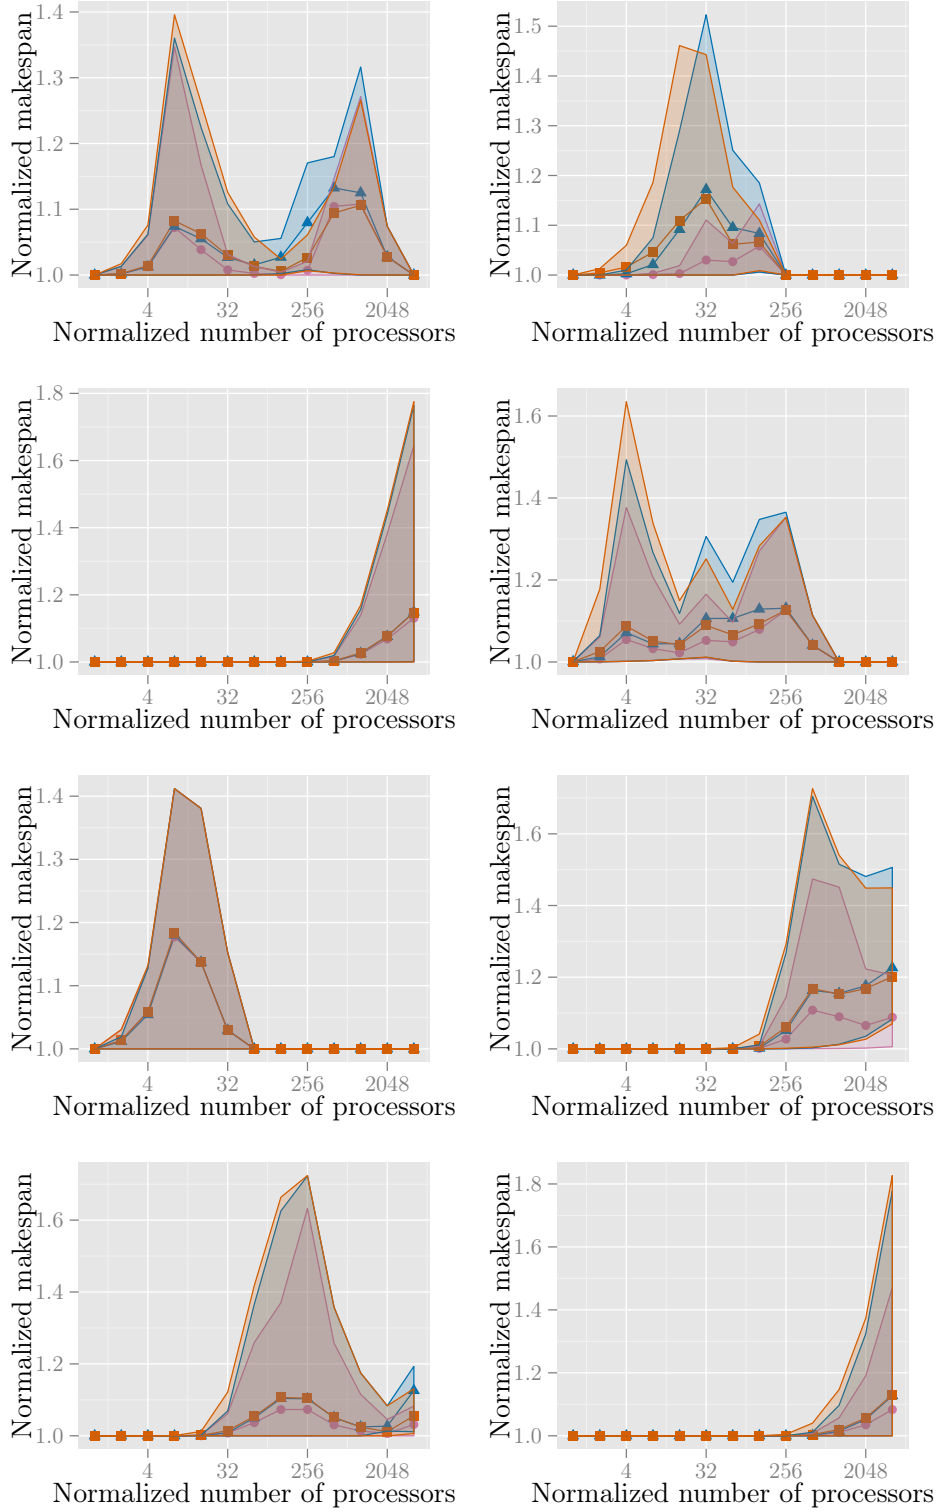 Normalized makespan
1.4
1.3
1.2
1.1
1.0
4 32 256 2048
Normalized number of processors
Normalized makespan
1.5
1.4
1.3
1.2
1.1
1.0
4 32 256 2048
Normalized number of processors
Normalized makespan
1.8
1.6
1.4
1.2
1.0
4 32 256 2048
Normalized number of processors
Normalized makespan
1.6
1.4
1.2
1.0
4 32 256 2048
Normalized number of processors
Normalized makespan
1.4
1.3
1.2
1.1
1.0
4 32 256 2048
Normalized number of processors
Normalized makespan
1.6
1.4
1.2
1.0
4 32 256 2048
Normalized number of processors
Normalized makespan
1.6
1.4
1.2
1.0
4 32 256 2048
Normalized number of processors
Normalized makespan
1.8
1.6
1.4
1.2
1.0
4 32 256 2048
Normalized number of processors